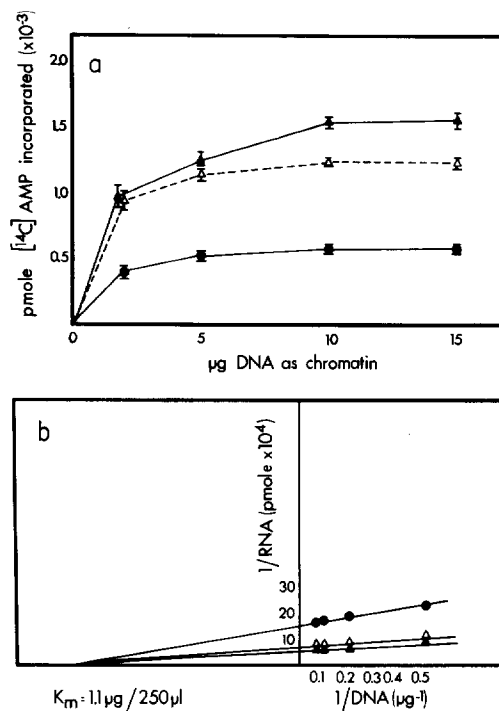 a
pmole [14C] AMP incorporated (x10-3)
2.0
1.5
1.0
0.5
0
0
5
10
15
µg DNA as chromatin
b
1/RNA (pmole x10⁴)
30
20
10
0.1
0.2
0.3
0.4
0.5
Km = 1.1 µg / 250 µl
1/DNA (µg-1)